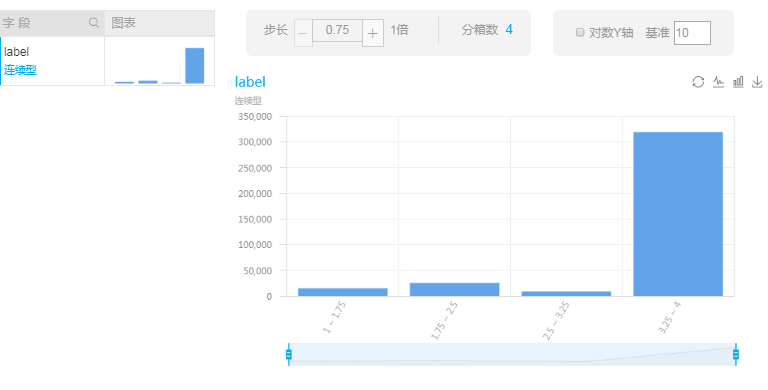 字 段 图表
label
连续型
步长 − 0.75 + 1倍 分箱数 4
对数Y轴 基准 10
label
连续型
350,000
300,000
250,000
200,000
150,000
100,000
50,000
0
1 ~ 1.75
1.75 ~ 2.5
2.5 ~ 3.25
3.25 ~ 4